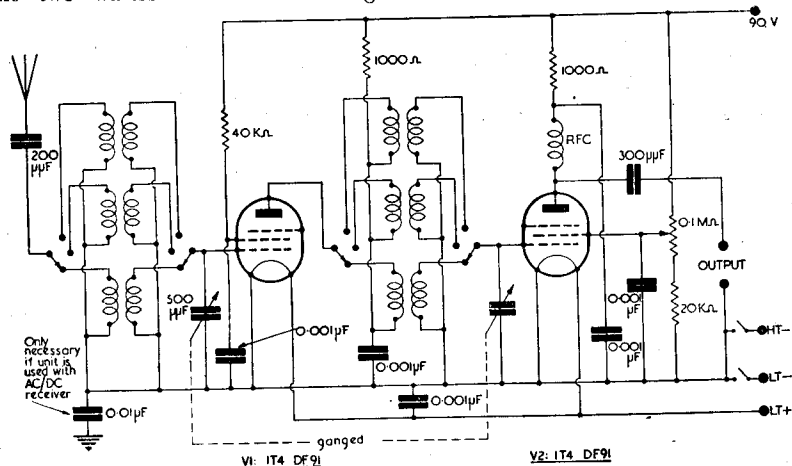 90 V
1000 Ω
1000 Ω
200
µµF
40 KΩ
RFC
300µµF
0·1MΩ
OUTPUT
500
µµF
0·001µF
0·001
µF
20KΩ
0·001
µF
HT-
Only
necessary
if unit is
used with
AC/DC
receiver
0·001µF
LT-
0·01µF
0·001µF
LT+
ganged
V1: 1T4 DF91
V2: 1T4 DF91